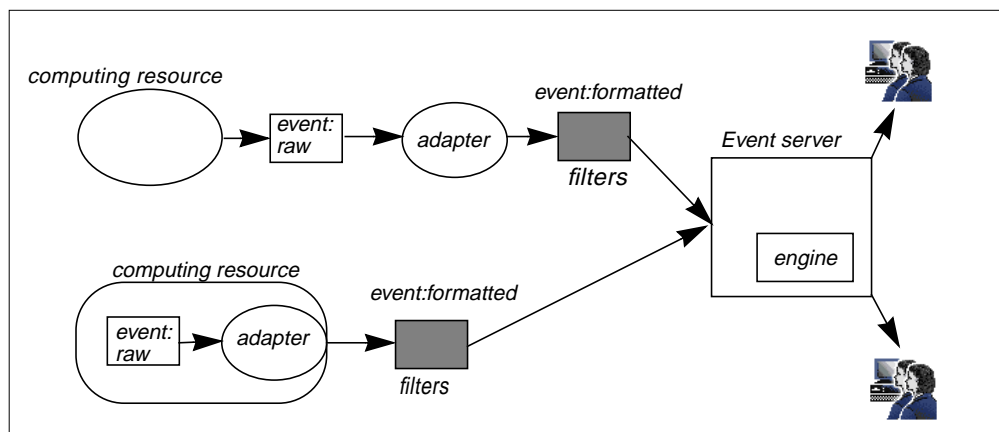 computing resource
event:
raw
adapter
event:formatted
filters
Event server
engine
computing resource
event:
raw
adapter
event:formatted
filters